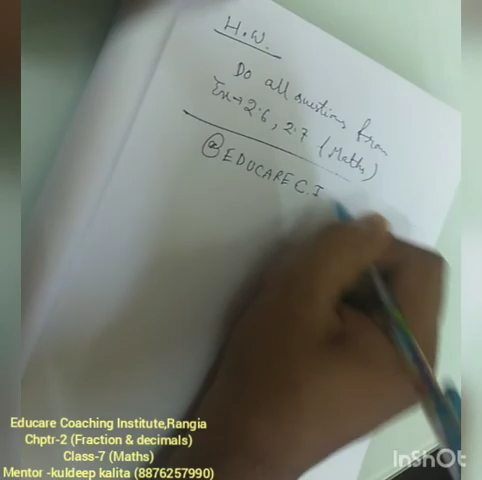 H.W.
Do all questions from
Ex → 2.6, 2.7 (Maths)
@EDUCARE C.I
Educare Coaching Institute,Rangia
Chptr-2 (Fraction & decimals)
Class-7 (Maths)
Mentor -kuldeep kalita (8876257990)
InShOt